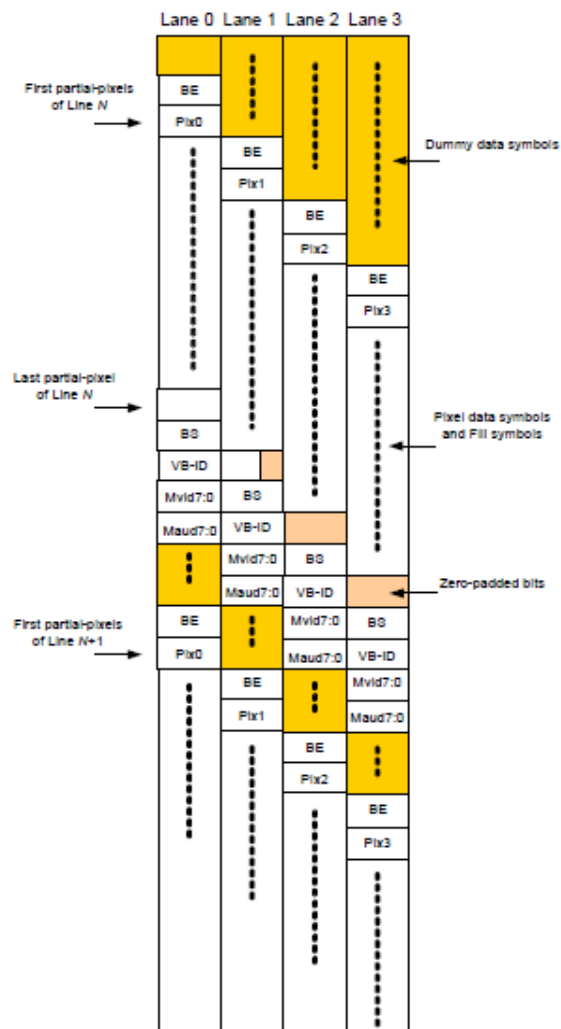 Lane 0 Lane 1 Lane 2 Lane 3
First partial-pixels
of Line N
BE
Pix0
BE
Pix1
Dummy data symbols
BE
Pix2
BE
Pix3
Last partial-pixel
of Line N
BS
Pixel data symbols
and Fill symbols
VB-ID
Mvid7:0
BS
Maud7:0
VB-ID
Mvid7:0
BS
Maud7:0
VB-ID
Zero-padded bits
First partial-pixels
of Line N+1
BE
Mvid7:0
BS
Pix0
Maud7:0
VB-ID
BE
Mvid7:0
Pix1
Maud7:0
BE
Pix2
BE
Pix3